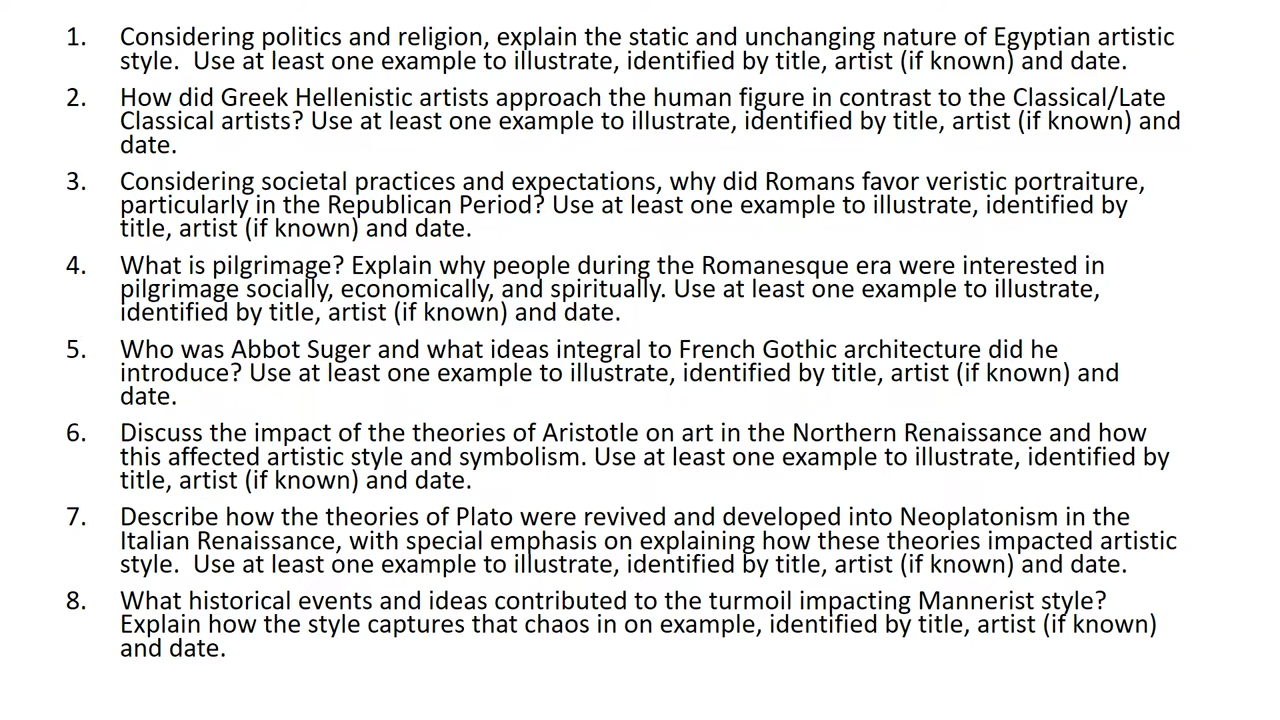 1. Considering politics and religion, explain the static and unchanging nature of Egyptian artistic
style.  Use at least one example to illustrate, identified by title, artist (if known) and date.
2. How did Greek Hellenistic artists approach the human figure in contrast to the Classical/Late
Classical artists? Use at least one example to illustrate, identified by title, artist (if known) and
date.
3. Considering societal practices and expectations, why did Romans favor veristic portraiture,
particularly in the Republican Period? Use at least one example to illustrate, identified by
title, artist (if known) and date.
4. What is pilgrimage? Explain why people during the Romanesque era were interested in
pilgrimage socially, economically, and spiritually. Use at least one example to illustrate,
identified by title, artist (if known) and date.
5. Who was Abbot Suger and what ideas integral to French Gothic architecture did he
introduce? Use at least one example to illustrate, identified by title, artist (if known) and
date.
6. Discuss the impact of the theories of Aristotle on art in the Northern Renaissance and how
this affected artistic style and symbolism. Use at least one example to illustrate, identified by
title, artist (if known) and date.
7. Describe how the theories of Plato were revived and developed into Neoplatonism in the
Italian Renaissance, with special emphasis on explaining how these theories impacted artistic
style.  Use at least one example to illustrate, identified by title, artist (if known) and date.
8. What historical events and ideas contributed to the turmoil impacting Mannerist style?
Explain how the style captures that chaos in on example, identified by title, artist (if known)
and date.